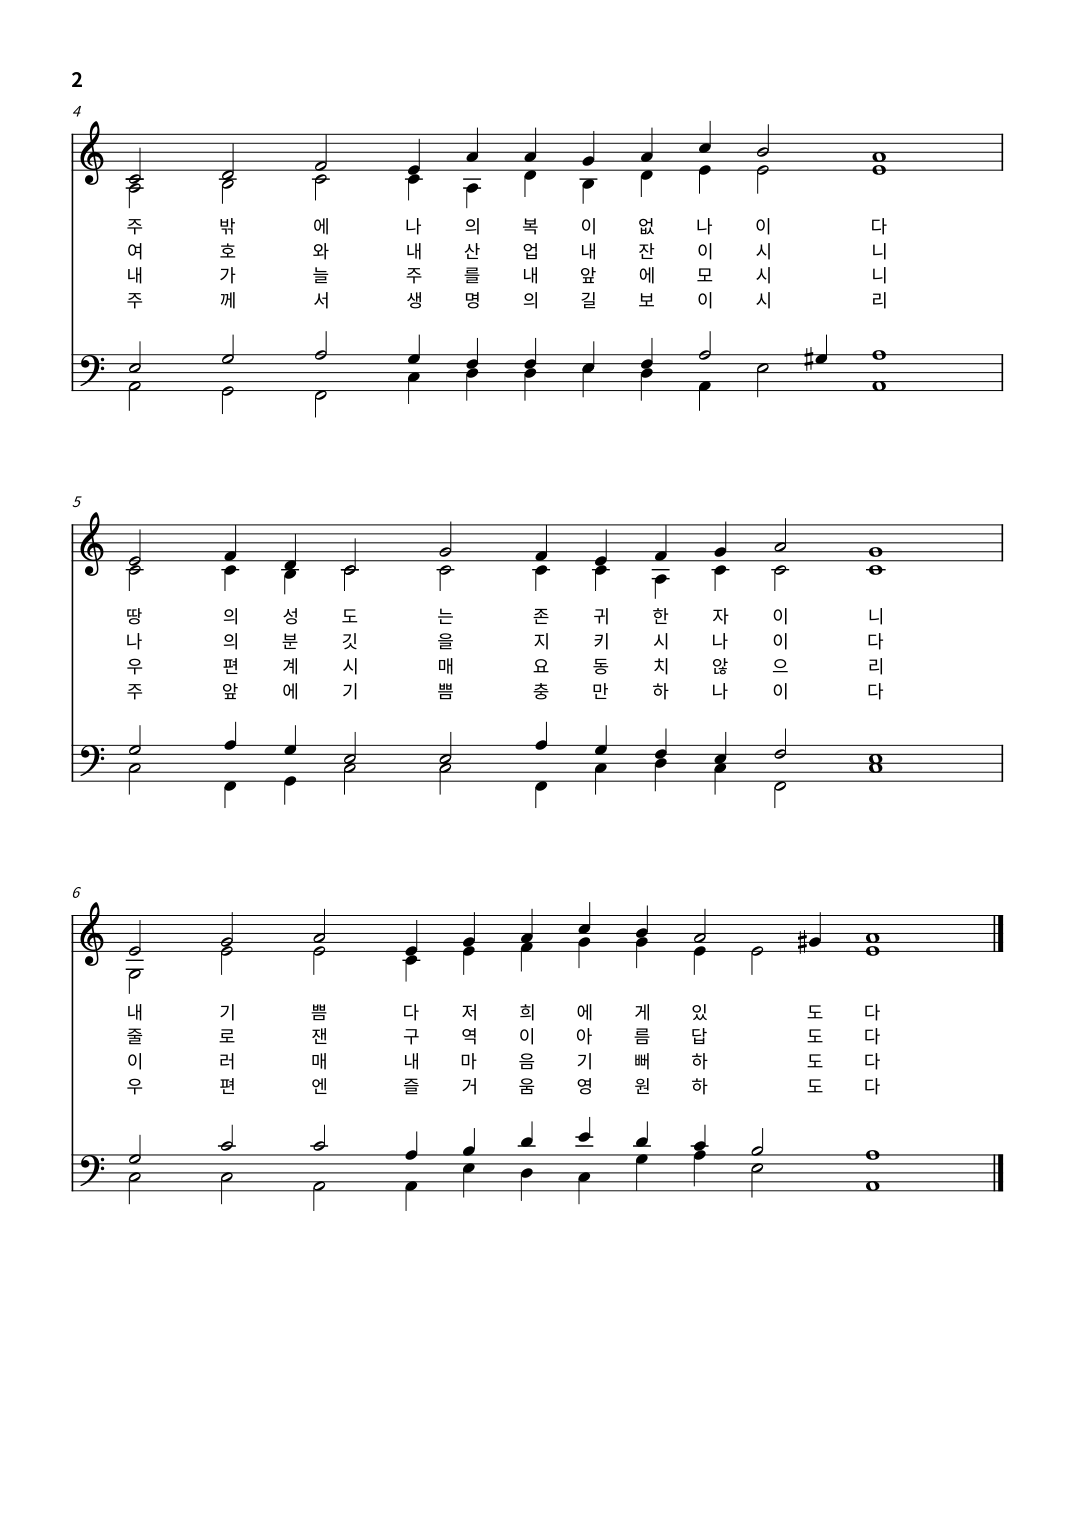 2
4
주 밖 에 나 의 복 이 없 나 이 다
여 호 와 내 산 업 내 잔 이 시 니
내 가 늘 주 를 내 앞 에 모 시 니
주 께 서 생 명 의 길 보 이 시 리
5
땅 의 성 도 는 존 귀 한 자 이 니
나 의 분 깃 을 지 키 시 나 이 다
우 편 계 시 매 요 동 치 않 으 리
주 앞 에 기 쁨 충 만 하 나 이 다
6
내 기 쁨 다 저 희 에 게 있 도 다
줄 로 잰 구 역 이 아 름 답 도 다
이 러 매 내 마 음 기 뻐 하 도 다
우 편 엔 즐 거 움 영 원 하 도 다